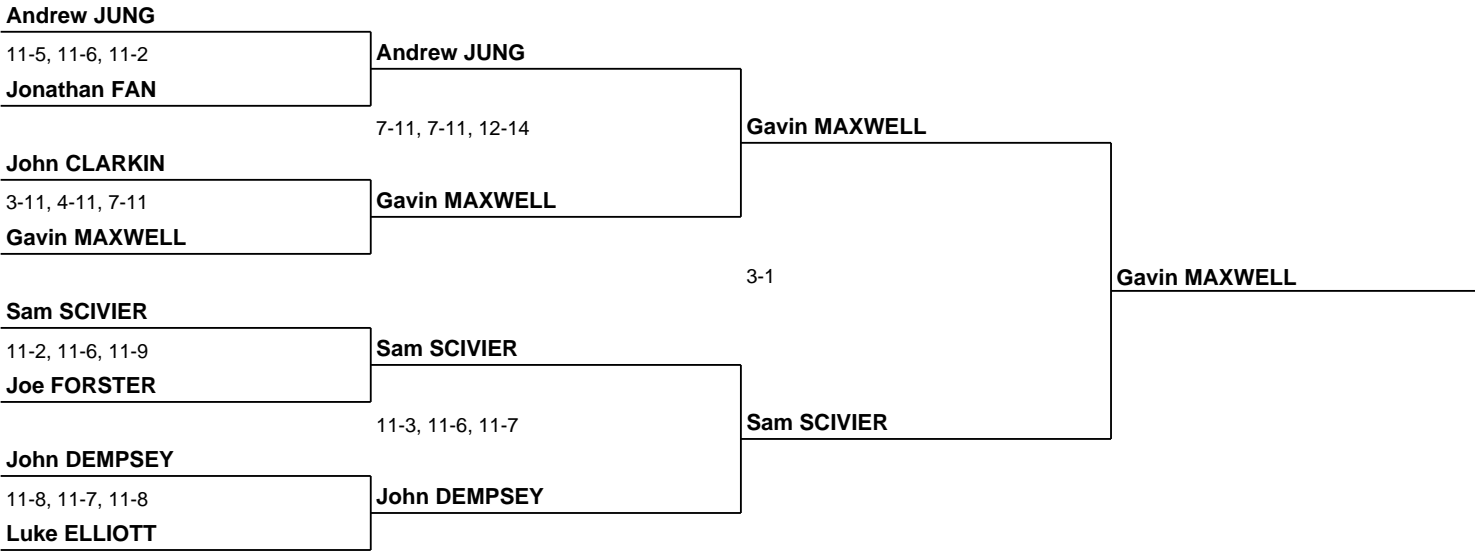 Andrew JUNG
11-5, 11-6, 11-2
Andrew JUNG
Jonathan FAN
7-11, 7-11, 12-14
Gavin MAXWELL
John CLARKIN
3-11, 4-11, 7-11
Gavin MAXWELL
Gavin MAXWELL
3-1
Gavin MAXWELL
Sam SCIVIER
11-2, 11-6, 11-9
Sam SCIVIER
Joe FORSTER
11-3, 11-6, 11-7
Sam SCIVIER
John DEMPSEY
11-8, 11-7, 11-8
John DEMPSEY
Luke ELLIOTT